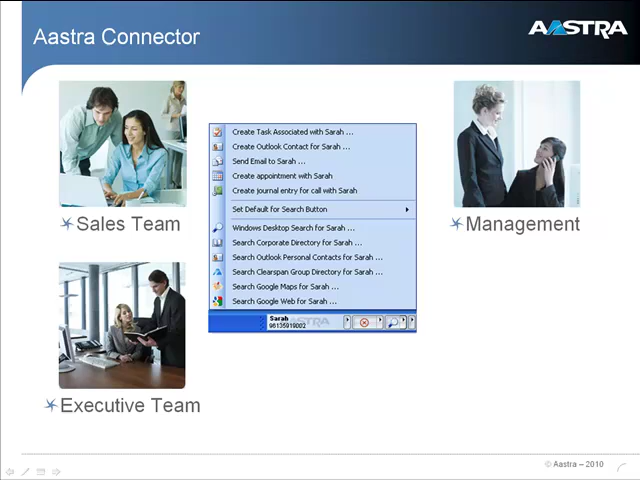 Aastra Connector
AASTRA
Create Task Associated with Sarah ...
Create Outlook Contact for Sarah ...
Send Email to Sarah ...
Create appointment with Sarah
Create journal entry for call with Sarah
Set Default for Search Button
Windows Desktop Search for Sarah ...
Search Corporate Directory for Sarah ...
Search Outlook Personal Contacts for Sarah ...
Search Clearspan Group Directory for Sarah ...
Search Google Maps for Sarah ...
Search Google Web for Sarah ...
Sarah
96135919002
AASTRA
Sales Team
Management
Executive Team
© Aastra – 2010